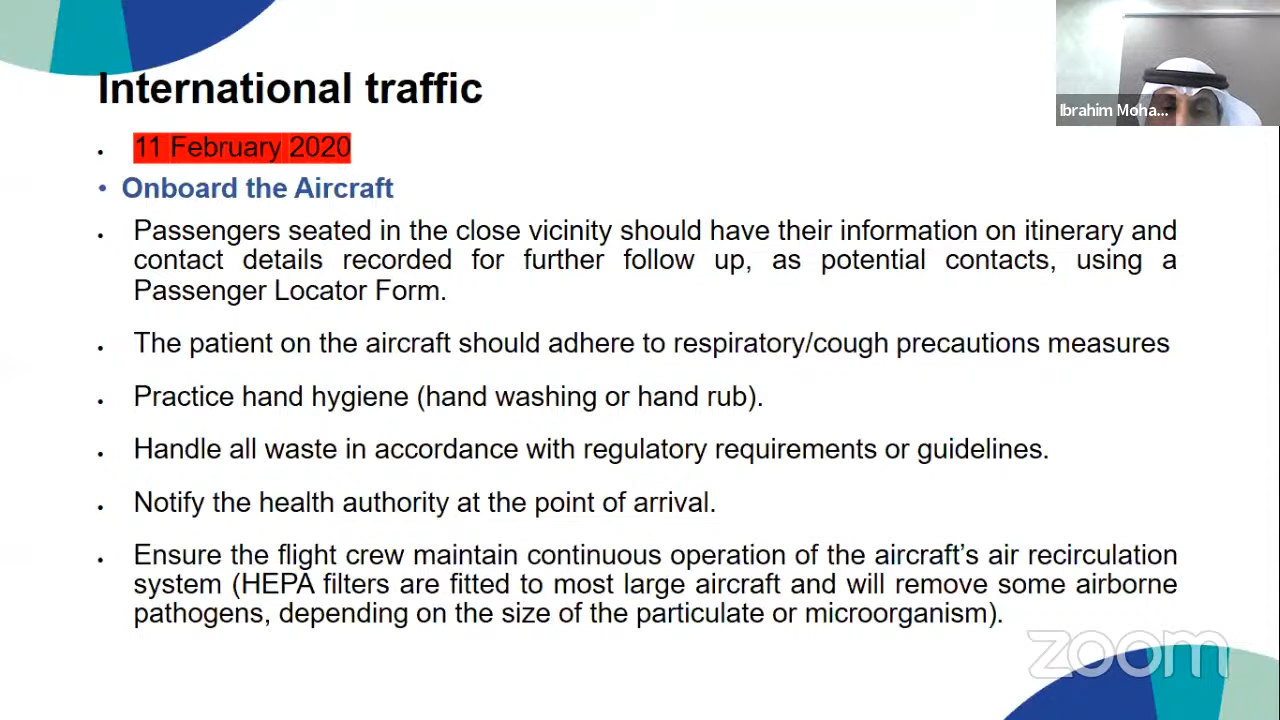 International traffic
Ibrahim Moha...
• 11 February 2020
• Onboard the Aircraft
• Passengers seated in the close vicinity should have their information on itinerary and
contact details recorded for further follow up, as potential contacts, using a
Passenger Locator Form.
• The patient on the aircraft should adhere to respiratory/cough precautions measures
• Practice hand hygiene (hand washing or hand rub).
• Handle all waste in accordance with regulatory requirements or guidelines.
• Notify the health authority at the point of arrival.
• Ensure the flight crew maintain continuous operation of the aircraft’s air recirculation
system (HEPA filters are fitted to most large aircraft and will remove some airborne
pathogens, depending on the size of the particulate or microorganism).
zoom